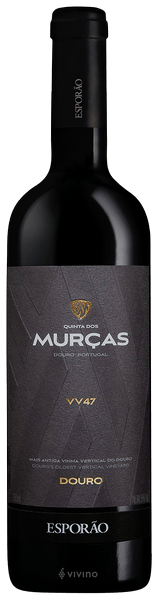 ESPORÃO
QUINTA DOS
MURÇAS
DOURO PORTUGAL
VV47
MAIS ANTIGA VINHA VERTICAL DO DOURO
DOURO'S OLDEST VERTICAL VINEYARD
DOURO
ESPORÃO
vivino